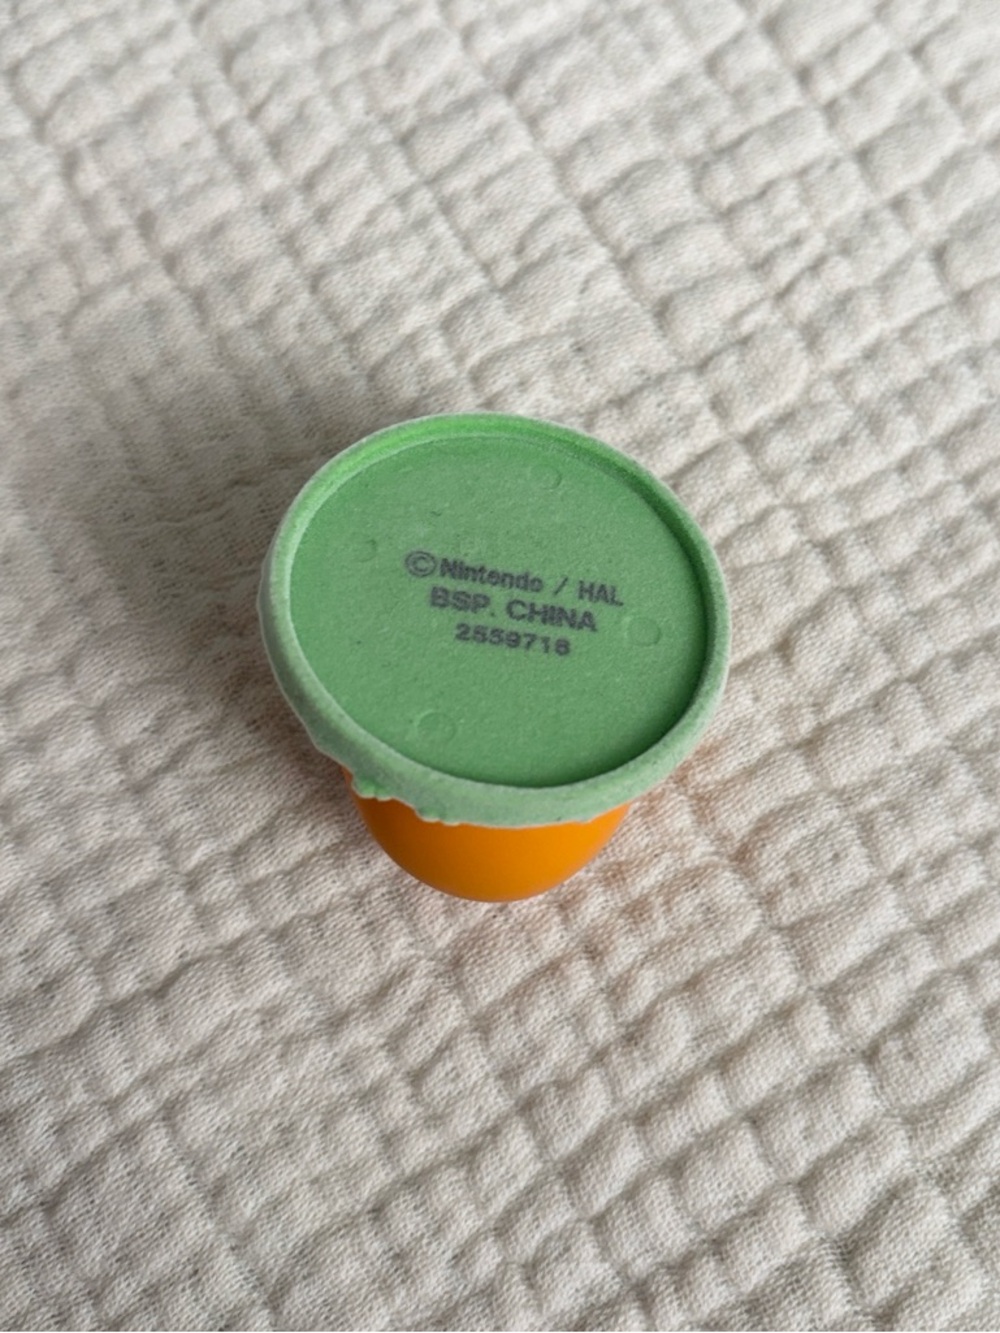 ©Nintendo / HAL
BSP. CHINA
2559716